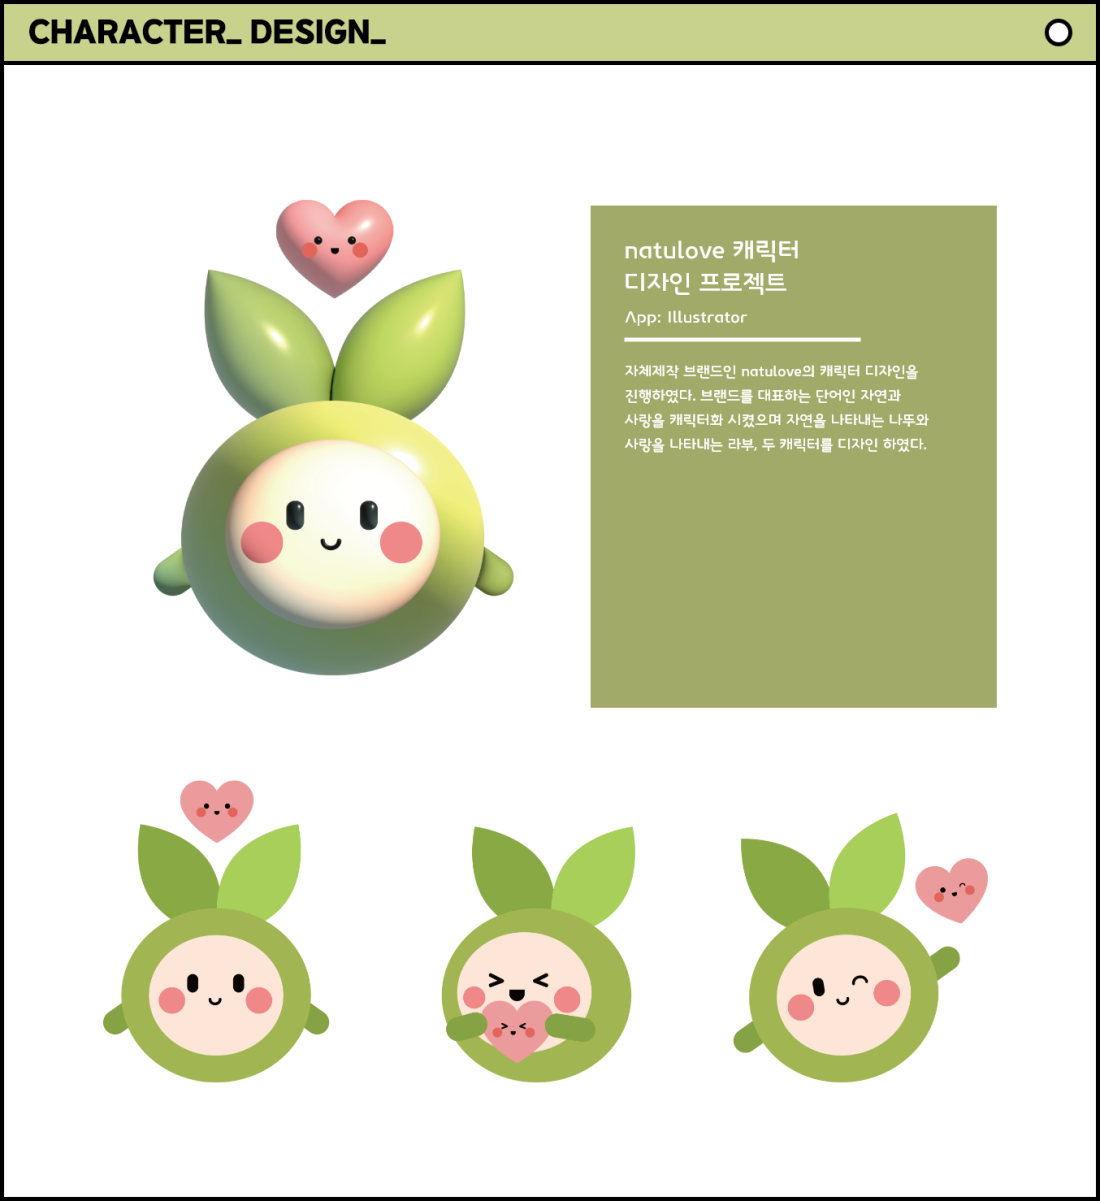 CHARACTER_ DESIGN_
natulove 캐릭터
디자인 프로젝트
App: Illustrator
자체제작 브랜드인 natulove의 캐릭터 디자인을
진행하였다. 브랜드를 대표하는 단어인 자연과
사랑을 캐릭터화 시켰으며 자연을 나타내는 나뚜와
사랑을 나타내는 라부, 두 캐릭터를 디자인 하였다.